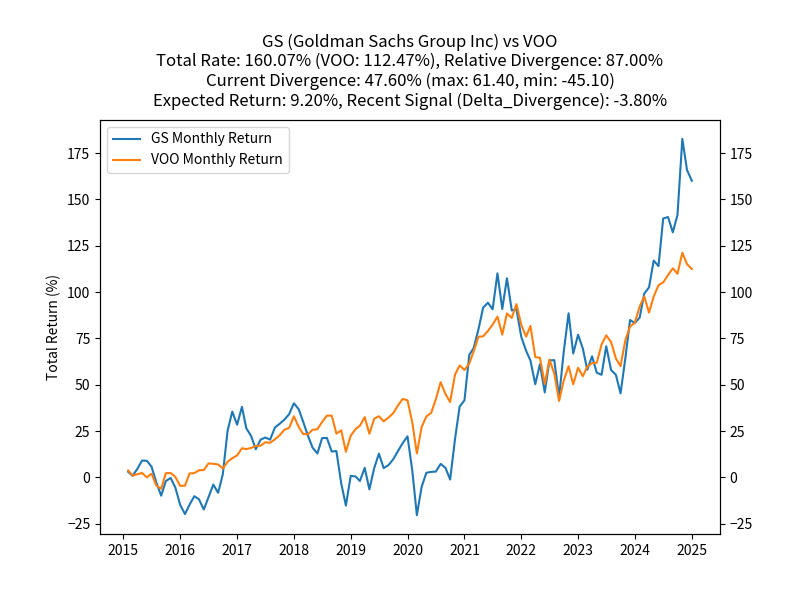 GS (Goldman Sachs Group Inc) vs VOO
Total Rate: 160.07% (VOO: 112.47%), Relative Divergence: 87.00%
Current Divergence: 47.60% (max: 61.40, min: -45.10)
Expected Return: 9.20%, Recent Signal (Delta_Divergence): -3.80%
GS Monthly Return
VOO Monthly Return
Total Return (%)
175
150
125
100
75
50
25
0
−25
175
150
125
100
75
50
25
0
−25
2015 2016 2017 2018 2019 2020 2021 2022 2023 2024 2025